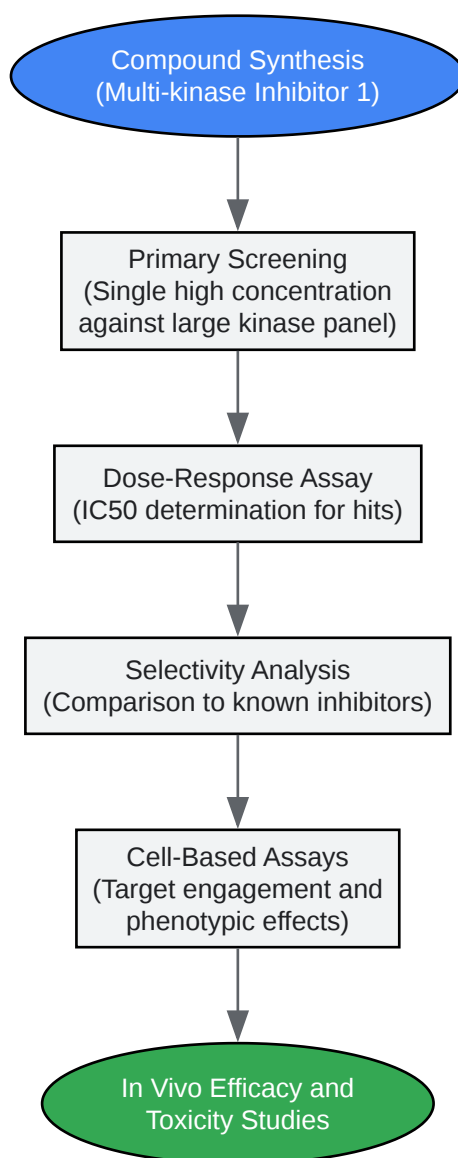 Compound Synthesis
(Multi-kinase Inhibitor 1)
Primary Screening
(Single high concentration
against large kinase panel)
Dose-Response Assay
(IC50 determination for hits)
Selectivity Analysis
(Comparison to known inhibitors)
Cell-Based Assays
(Target engagement and
phenotypic effects)
In Vivo Efficacy and
Toxicity Studies